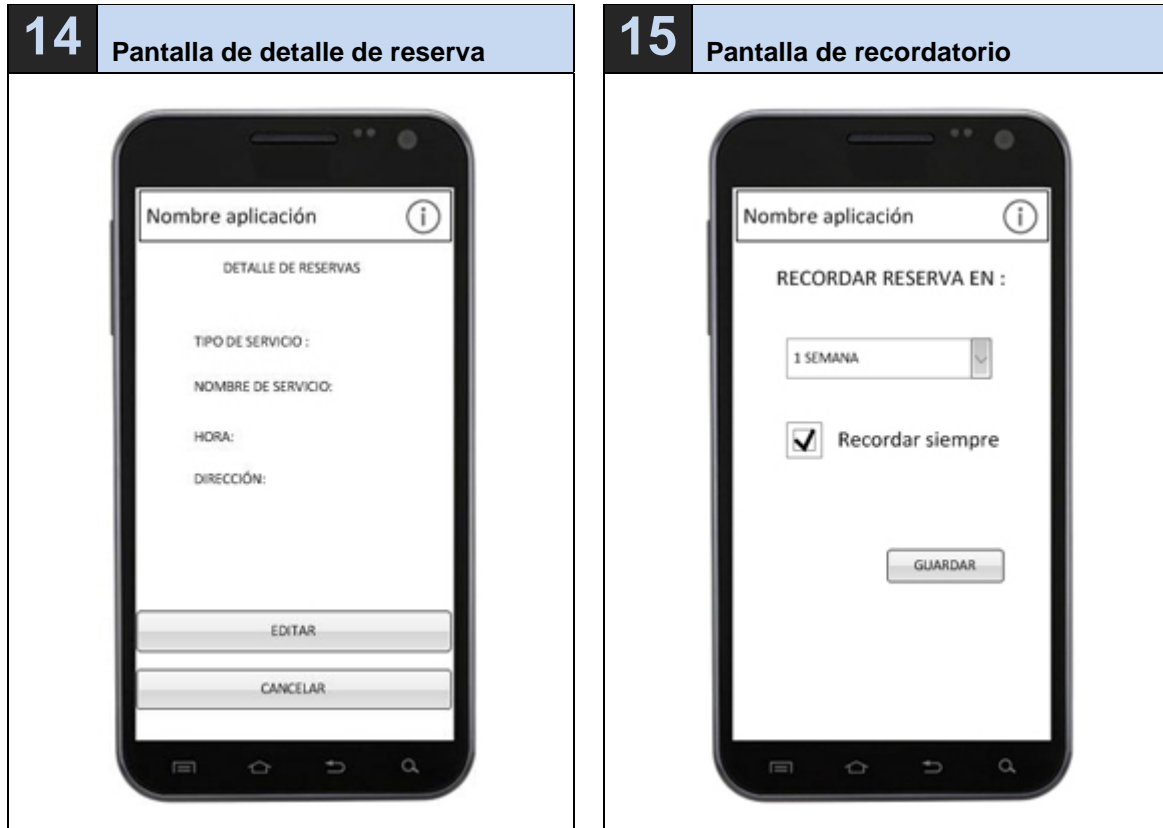 14
Pantalla de detalle de reserva
Nombre aplicación
i
DETALLE DE RESERVAS
TIPO DE SERVICIO :
NOMBRE DE SERVICIO:
HORA:
DIRECCIÓN:
EDITAR
CANCELAR
15
Pantalla de recordatorio
Nombre aplicación
i
RECORDAR RESERVA EN :
1 SEMANA
Recordar siempre
GUARDAR